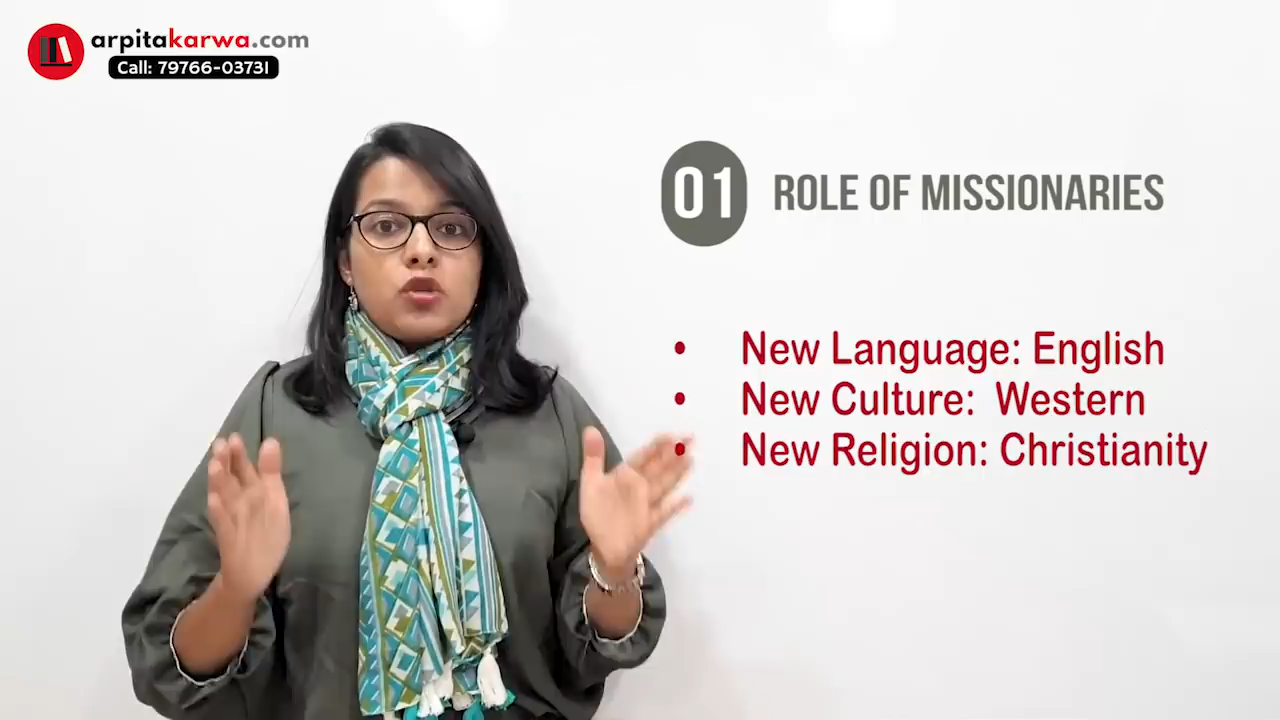 arpitakarwa.com
Call: 79766-03731
01 ROLE OF MISSIONARIES
• New Language: English
• New Culture: Western
• New Religion: Christianity